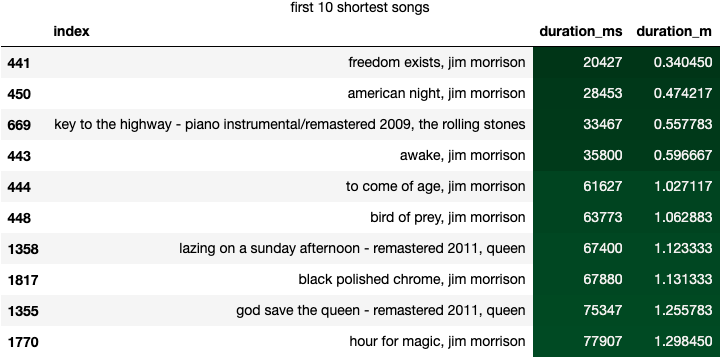 first 10 shortest songs
index duration_ms duration_m
441 freedom exists, jim morrison 20427 0.340450
450 american night, jim morrison 28453 0.474217
669 key to the highway - piano instrumental/remastered 2009, the rolling stones 33467 0.557783
443 awake, jim morrison 35800 0.596667
444 to come of age, jim morrison 61627 1.027117
448 bird of prey, jim morrison 63773 1.062883
1358 lazing on a sunday afternoon - remastered 2011, queen 67400 1.123333
1817 black polished chrome, jim morrison 67880 1.131333
1355 god save the queen - remastered 2011, queen 75347 1.255783
1770 hour for magic, jim morrison 77907 1.298450